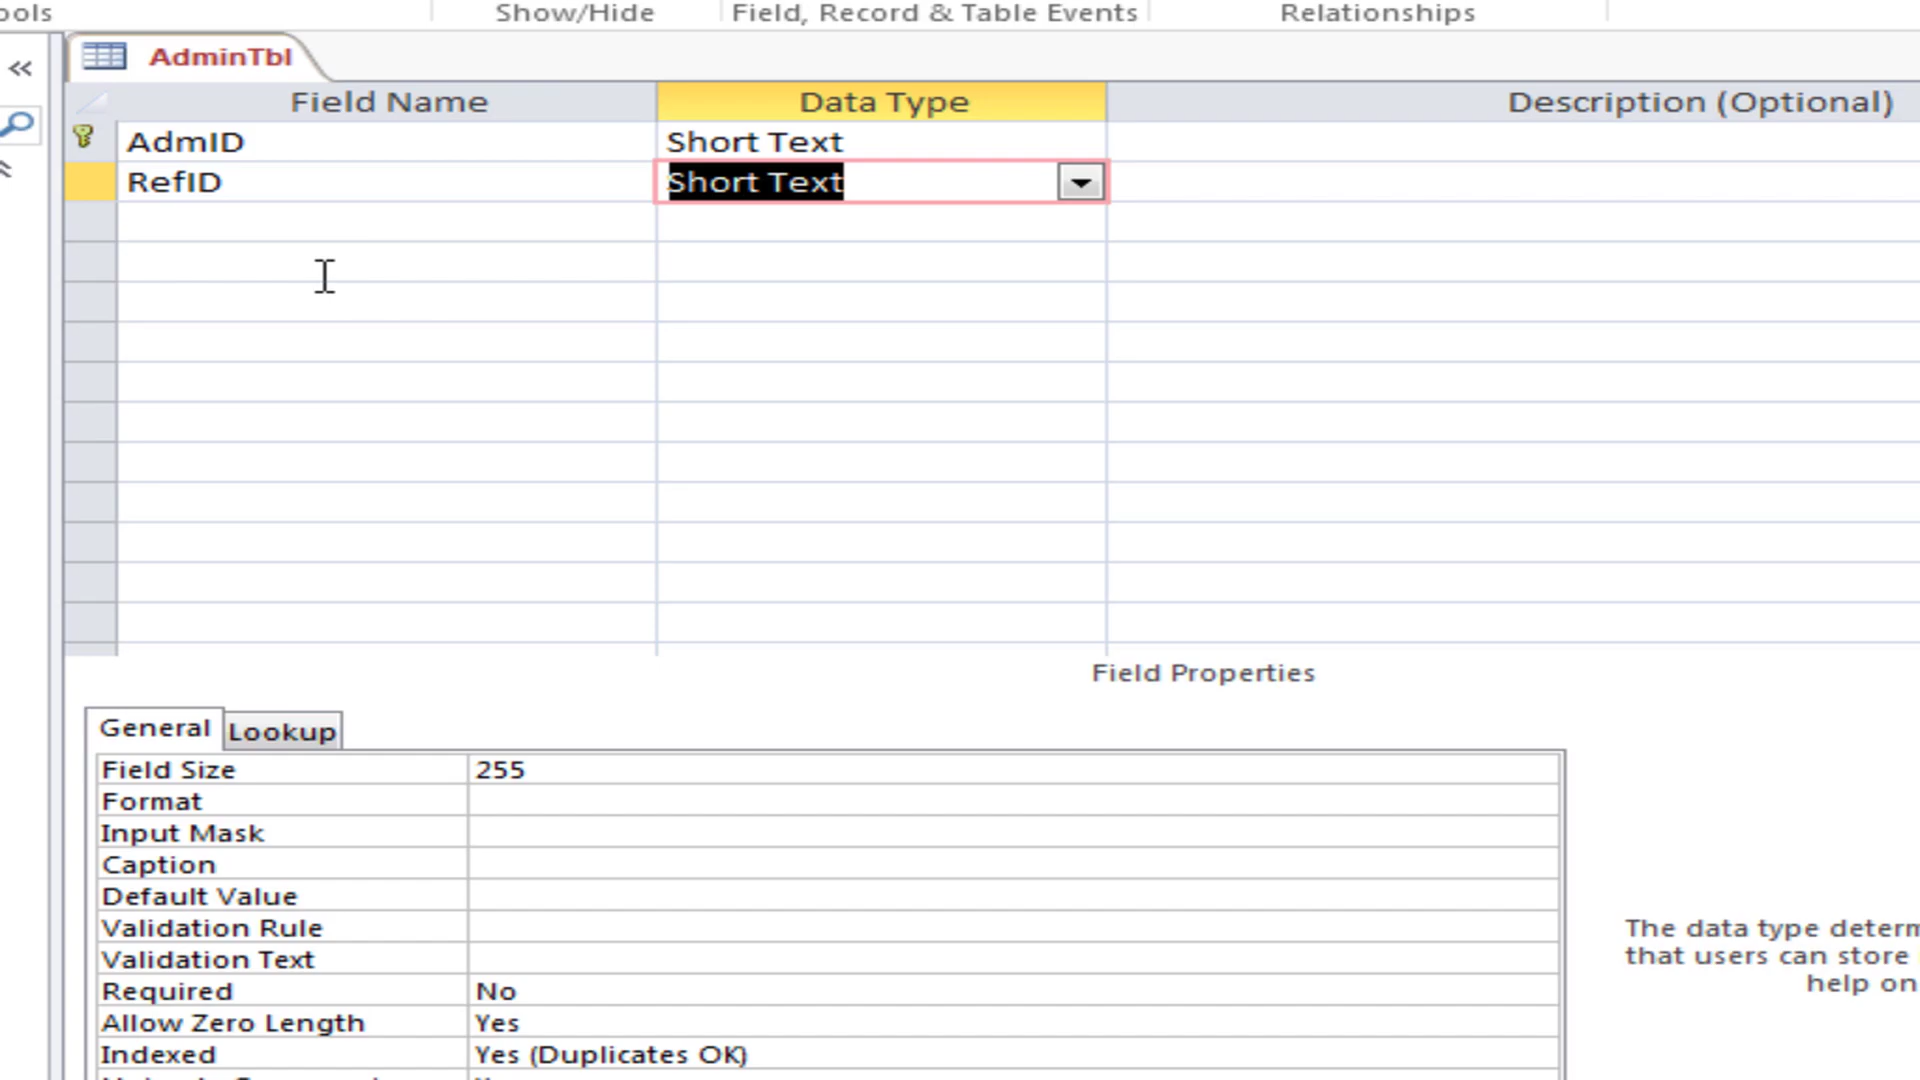 ools Show/Hide Field, Record & Table Events Relationships
AdminTbl
Field Name Data Type Description (Optional)
AdmID Short Text
RefID Short Text
Field Properties
General Lookup
Field Size 255
Format
Input Mask
Caption
Default Value
Validation Rule
Validation Text
Required No
Allow Zero Length Yes
Indexed Yes (Duplicates OK)
The data type determ
that users can store
help on